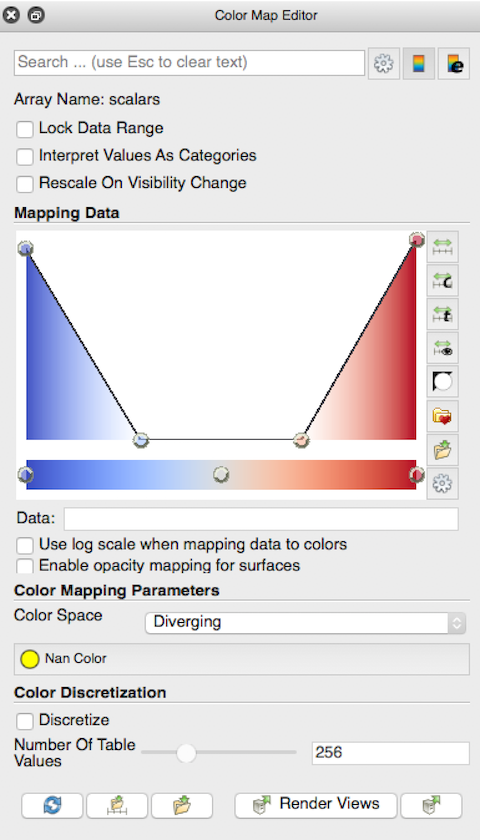 Color Map Editor
Search ... (use Esc to clear text)
Array Name: scalars
Lock Data Range
Interpret Values As Categories
Rescale On Visibility Change
Mapping Data
Data:
Use log scale when mapping data to colors
Enable opacity mapping for surfaces
Color Mapping Parameters
Color Space
Diverging
Nan Color
Color Discretization
Discretize
Number Of Table
Values
256
Render Views